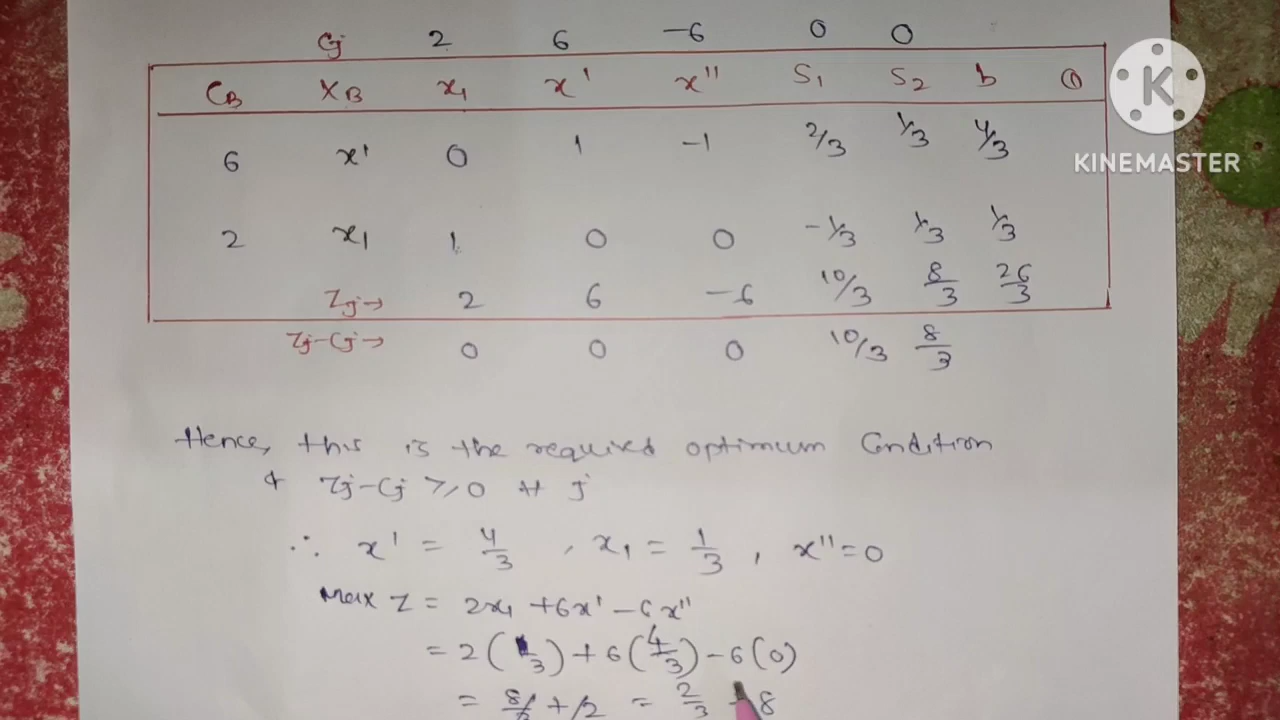 Cj 2 6 -6 0 0
CB XB x1 x' x'' S1 S2 b θ
6 x' 0 1 -1 2/3 1/3 4/3
2 x1 1 0 0 -1/3 1/3 1/3
Zj→ 2 6 -6 10/3 8/3 26/3
Zj-Cj→ 0 0 0 10/3 8/3
Hence, this is the required optimum Condition
& Zj-Cj ≥ 0 ∀ j
∴ x' = 4/3 , x1 = 1/3 , x'' = 0
Max Z = 2x1 + 6x' - 6x''
= 2(1/3) + 6(4/3) - 6(0)
= 2/3 8
K
KINEMASTER